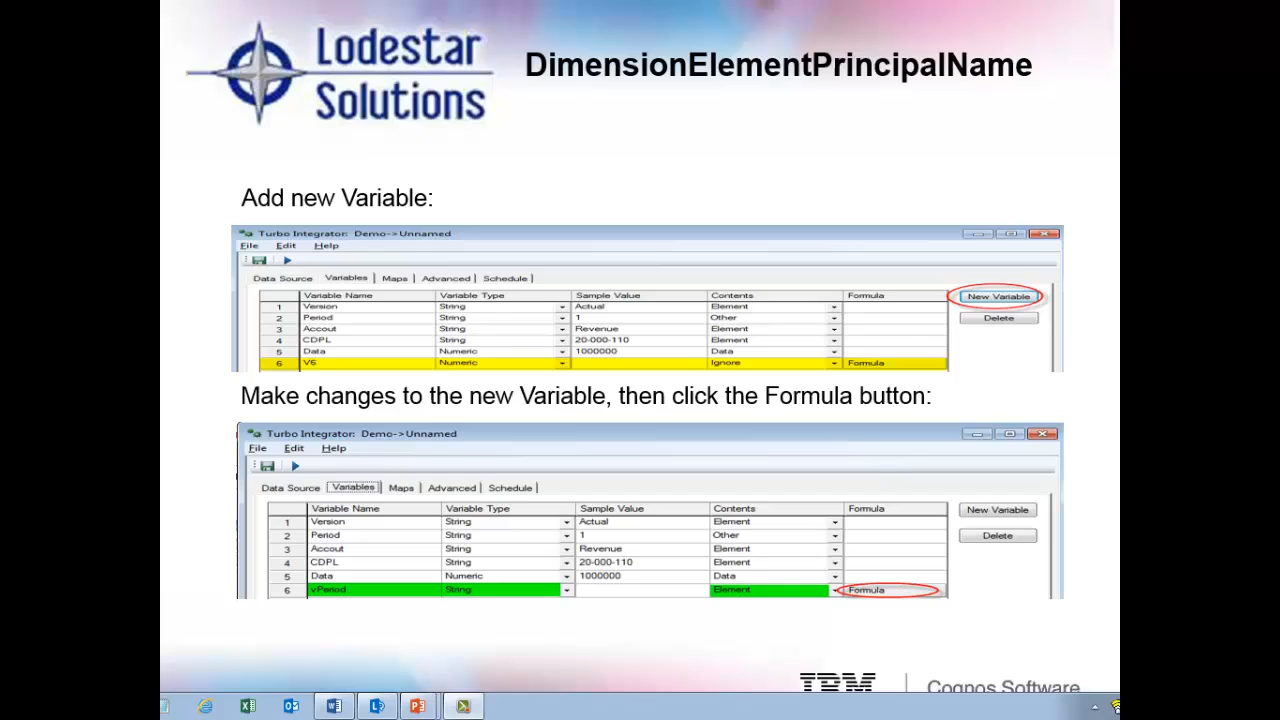 Lodestar
Solutions
DimensionElementPrincipalName
Add new Variable:
Turbo Integrator: Demo->Unnamed
File Edit Help
Data Source Variables Maps Advanced Schedule
Variable Name Variable Type Sample Value Contents Formula New Variable
1 Version String Actual Element
2 Period String 1 Other Delete
3 Accout String Revenue Element
4 CDPL String 20-000-110 Element
5 Data Numeric 1000000 Data
6 V6 Numeric Ignore Formula
Make changes to the new Variable, then click the Formula button:
Turbo Integrator: Demo->Unnamed
File Edit Help
Data Source Variables Maps Advanced Schedule
Variable Name Variable Type Sample Value Contents Formula New Variable
1 Version String Actual Element
2 Period String 1 Other Delete
3 Accout String Revenue Element
4 CDPL String 20-000-110 Element
5 Data Numeric 1000000 Data
6 vPeriod String Element Formula
IBM Cognos Software